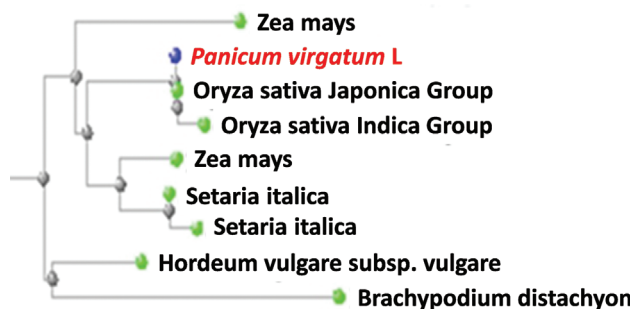 Zea mays
Panicum virgatum L
Oryza sativa Japonica Group
Oryza sativa Indica Group
Zea mays
Setaria italica
Setaria italica
Hordeum vulgare subsp. vulgare
Brachypodium distachyon